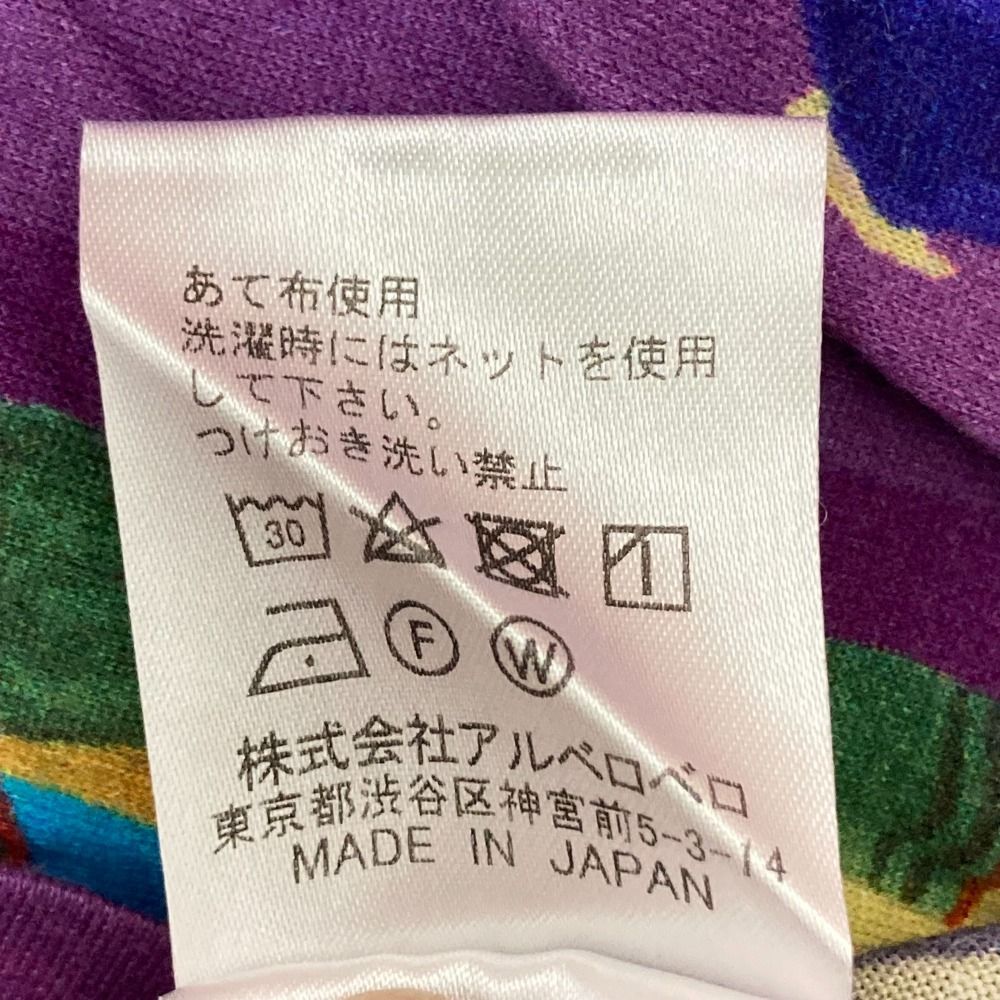 あて布使用
洗濯時にはネットを使用
して下さい。
つけおき洗い禁止
30
F W
株式会社アルベロベロ
東京都渋谷区神宮前5-3-14
MADE IN JAPAN